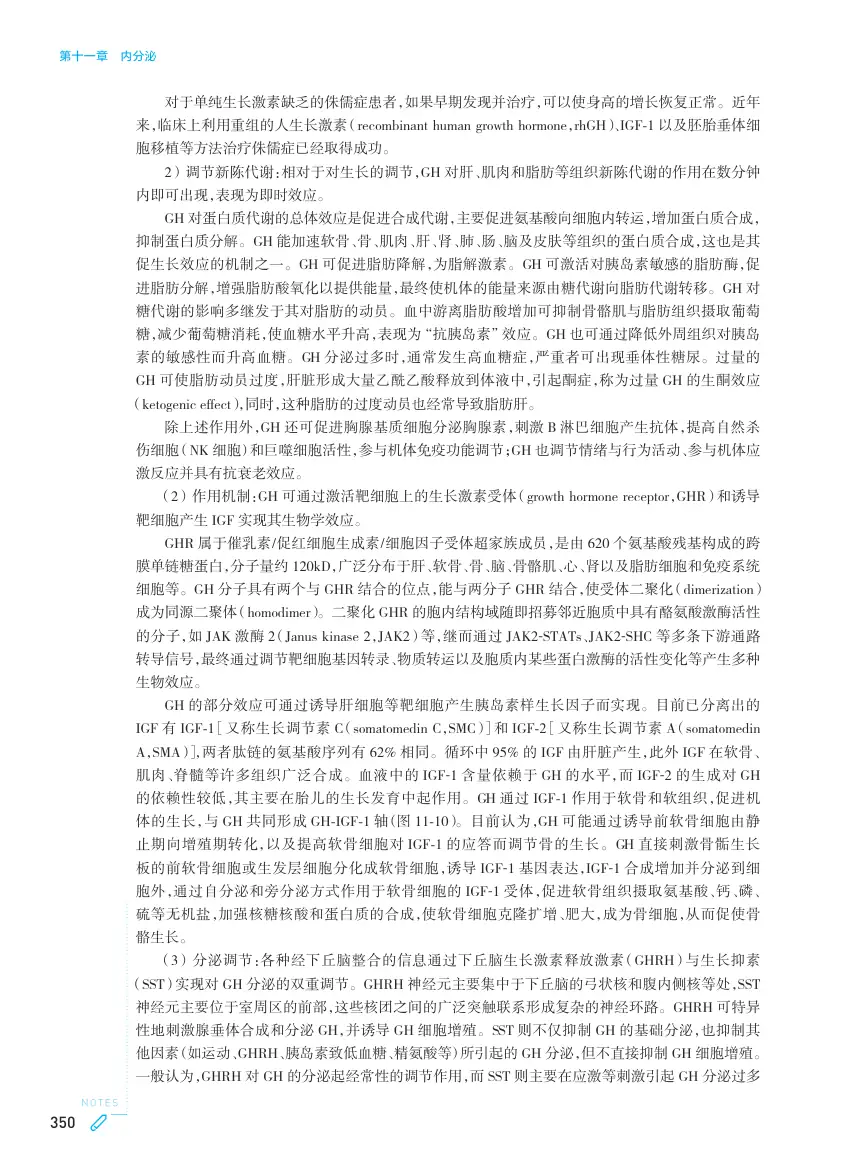 第十一章 内分泌
对于单纯生长激素缺乏的侏儒症患者,如果早期发现并治疗,可以使身高的增长恢复正常。近年
来,临床上利用重组的人生长激素(recombinant human growth hormone,rhGH)、IGF-1 以及胚胎垂体细
胞移植等方法治疗侏儒症已经取得成功。
2)调节新陈代谢:相对于对生长的调节,GH 对肝、肌肉和脂肪等组织新陈代谢的作用在数分钟
内即可出现,表现为即时效应。
GH 对蛋白质代谢的总体效应是促进合成代谢,主要促进氨基酸向细胞内转运,增加蛋白质合成,
抑制蛋白质分解。GH 能加速软骨、骨、肌肉、肝、肾、肺、肠、脑及皮肤等组织的蛋白质合成,这也是其
促生长效应的机制之一。GH 可促进脂肪降解,为脂解激素。GH 可激活对胰岛素敏感的脂肪酶,促
进脂肪分解,增强脂肪酸氧化以提供能量,最终使机体的能量来源由糖代谢向脂肪代谢转移。GH 对
糖代谢的影响多继发于其对脂肪的动员。血中游离脂肪酸增加可抑制骨骼肌与脂肪组织摄取葡萄
糖,减少葡萄糖消耗,使血糖水平升高,表现为“抗胰岛素”效应。GH 也可通过降低外周组织对胰岛
素的敏感性而升高血糖。GH 分泌过多时,通常发生高血糖症,严重者可出现垂体性糖尿。过量的
GH 可使脂肪动员过度,肝脏形成大量乙酰乙酸释放到体液中,引起酮症,称为过量 GH 的生酮效应
(ketogenic effect),同时,这种脂肪的过度动员也经常导致脂肪肝。
除上述作用外,GH 还可促进胸腺基质细胞分泌胸腺素,刺激 B 淋巴细胞产生抗体,提高自然杀
伤细胞(NK 细胞)和巨噬细胞活性,参与机体免疫功能调节;GH 也调节情绪与行为活动、参与机体应
激反应并具有抗衰老效应。
(2)作用机制:GH 可通过激活靶细胞上的生长激素受体(growth hormone receptor,GHR)和诱导
靶细胞产生 IGF 实现其生物学效应。
GHR 属于催乳素/促红细胞生成素/细胞因子受体超家族成员,是由 620 个氨基酸残基构成的跨
膜单链糖蛋白,分子量约 120kD,广泛分布于肝、软骨、骨、脑、骨骼肌、心、肾以及脂肪细胞和免疫系统
细胞等。GH 分子具有两个与 GHR 结合的位点,能与两分子 GHR 结合,使受体二聚化(dimerization)
成为同源二聚体(homodimer)。二聚化 GHR 的胞内结构域随即招募邻近胞质中具有酪氨酸激酶活性
的分子,如 JAK 激酶 2(Janus kinase 2,JAK2)等,继而通过 JAK2-STATs、JAK2-SHC 等多条下游通路
转导信号,最终通过调节靶细胞基因转录、物质转运以及胞质内某些蛋白激酶的活性变化等产生多种
生物效应。
GH 的部分效应可通过诱导肝细胞等靶细胞产生胰岛素样生长因子而实现。目前已分离出的
IGF 有 IGF-1[又称生长调节素 C(somatomedin C,SMC)]和 IGF-2[又称生长调节素 A(somatomedin
A,SMA)],两者肽链的氨基酸序列有 62% 相同。循环中 95% 的 IGF 由肝脏产生,此外 IGF 在软骨、
肌肉、脊髓等许多组织广泛合成。血液中的 IGF-1 含量依赖于 GH 的水平,而 IGF-2 的生成对 GH
的依赖性较低,其主要在胎儿的生长发育中起作用。GH 通过 IGF-1 作用于软骨和软组织,促进机
体的生长,与 GH 共同形成 GH-IGF-1 轴(图 11-10)。目前认为,GH 可能通过诱导前软骨细胞由静
止期向增殖期转化,以及提高软骨细胞对 IGF-1 的应答而调节骨的生长。GH 直接刺激骨骺生长
板的前软骨细胞或生发层细胞分化成软骨细胞,诱导 IGF-1 基因表达,IGF-1 合成增加并分泌到细
胞外,通过自分泌和旁分泌方式作用于软骨细胞的 IGF-1 受体,促进软骨组织摄取氨基酸、钙、磷、
硫等无机盐,加强核糖核酸和蛋白质的合成,使软骨细胞克隆扩增、肥大,成为骨细胞,从而促使骨
骼生长。
(3)分泌调节:各种经下丘脑整合的信息通过下丘脑生长激素释放激素(GHRH)与生长抑素
(SST)实现对 GH 分泌的双重调节。GHRH 神经元主要集中于下丘脑的弓状核和腹内侧核等处,SST
神经元主要位于室周区的前部,这些核团之间的广泛突触联系形成复杂的神经环路。GHRH 可特异
性地刺激腺垂体合成和分泌 GH,并诱导 GH 细胞增殖。SST 则不仅抑制 GH 的基础分泌,也抑制其
他因素(如运动、GHRH、胰岛素致低血糖、精氨酸等)所引起的 GH 分泌,但不直接抑制 GH 细胞增殖。
一般认为,GHRH 对 GH 的分泌起经常性的调节作用,而 SST 则主要在应激等刺激引起 GH 分泌过多
NOTES
350